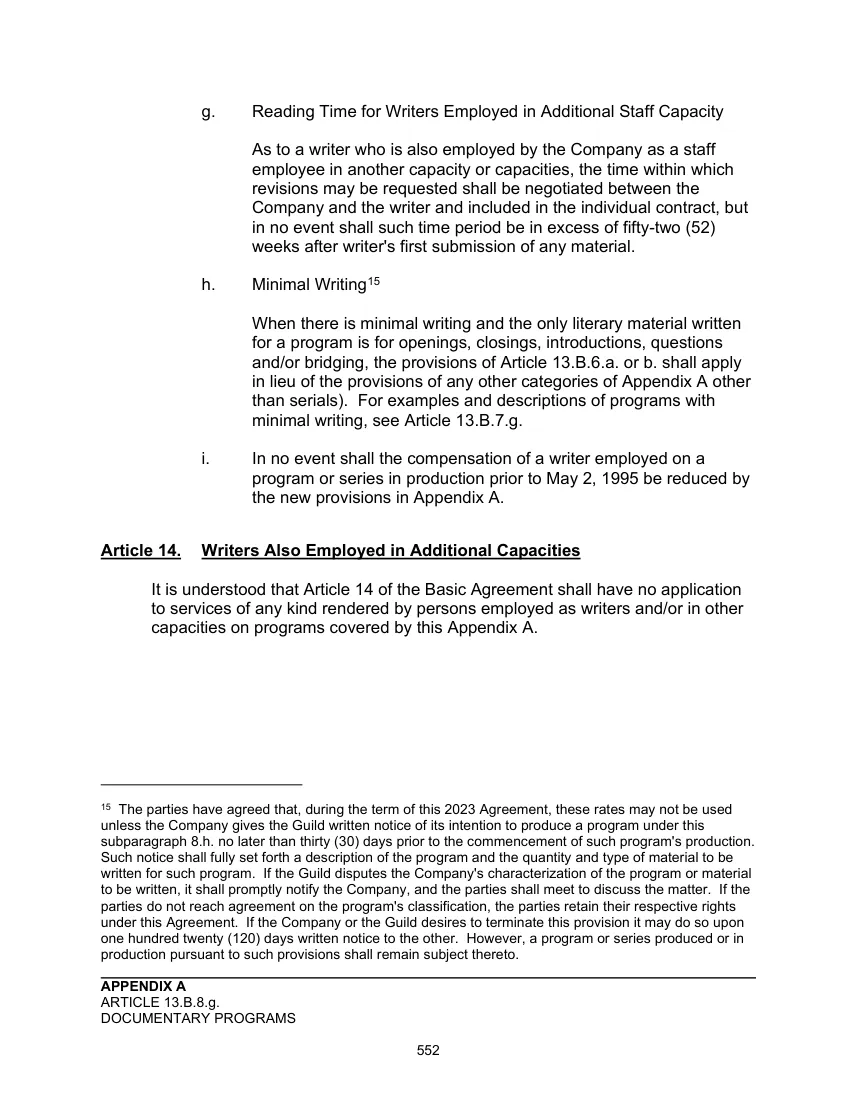 g. Reading Time for Writers Employed in Additional Staff Capacity
As to a writer who is also employed by the Company as a staff
employee in another capacity or capacities, the time within which
revisions may be requested shall be negotiated between the
Company and the writer and included in the individual contract, but
in no event shall such time period be in excess of fifty-two (52)
weeks after writer's first submission of any material.
h. Minimal Writing15
When there is minimal writing and the only literary material written
for a program is for openings, closings, introductions, questions
and/or bridging, the provisions of Article 13.B.6.a. or b. shall apply
in lieu of the provisions of any other categories of Appendix A other
than serials).  For examples and descriptions of programs with
minimal writing, see Article 13.B.7.g.
i. In no event shall the compensation of a writer employed on a
program or series in production prior to May 2, 1995 be reduced by
the new provisions in Appendix A.
Article 14. Writers Also Employed in Additional Capacities
It is understood that Article 14 of the Basic Agreement shall have no application
to services of any kind rendered by persons employed as writers and/or in other
capacities on programs covered by this Appendix A.
15  The parties have agreed that, during the term of this 2023 Agreement, these rates may not be used
unless the Company gives the Guild written notice of its intention to produce a program under this
subparagraph 8.h. no later than thirty (30) days prior to the commencement of such program's production.
Such notice shall fully set forth a description of the program and the quantity and type of material to be
written for such program.  If the Guild disputes the Company's characterization of the program or material
to be written, it shall promptly notify the Company, and the parties shall meet to discuss the matter.  If the
parties do not reach agreement on the program's classification, the parties retain their respective rights
under this Agreement.  If the Company or the Guild desires to terminate this provision it may do so upon
one hundred twenty (120) days written notice to the other.  However, a program or series produced or in
production pursuant to such provisions shall remain subject thereto.
APPENDIX A
ARTICLE 13.B.8.g.
DOCUMENTARY PROGRAMS
552